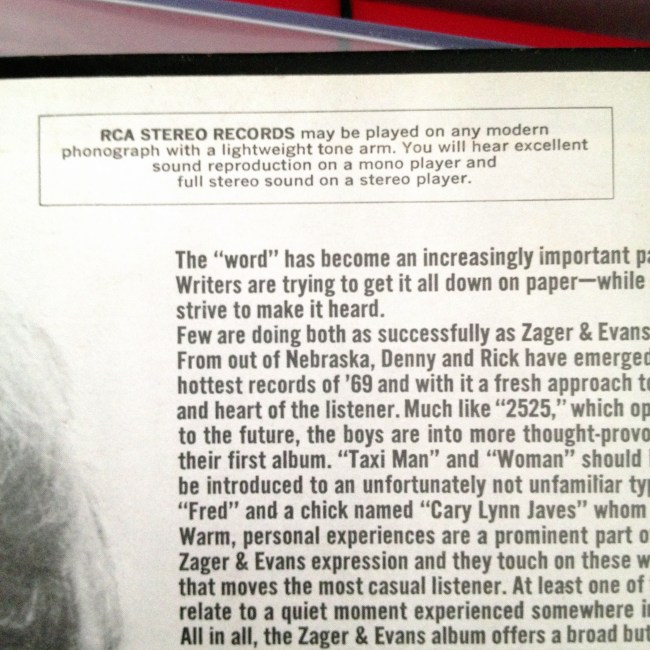 RCA STEREO RECORDS may be played on any modern
phonograph with a lightweight tone arm. You will hear excellent
sound reproduction on a mono player and
full stereo sound on a stereo player.
The “word” has become an increasingly important
Writers are trying to get it all down on paper—while
strive to make it heard.
Few are doing both as successfully as Zager & Evans
From out of Nebraska, Denny and Rick have emerged
hottest records of ’69 and with it a fresh approach
and heart of the listener. Much like “2525,” which
to the future, the boys are into more
their first album. “Taxi Man” and “Woman” should
be introduced to an unfortunately not unfamiliar
“Fred” and a chick named “Cary Lynn Javes” whom
Warm, personal experiences are a prominent part
Zager & Evans expression and they touch on these
that moves the most casual listener. At least one of
relate to a quiet moment experienced somewhere
All in all, the Zager & Evans album offers a broad but